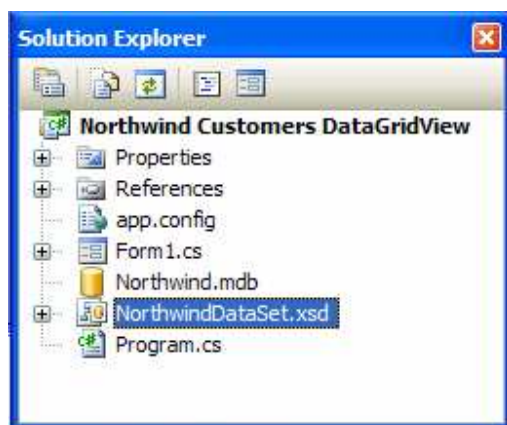 Solution Explorer
Northwind Customers DataGridView
Properties
References
app.config
Form1.cs
Northwind.mdb
NorthwindDataSet.xsd
Program.cs